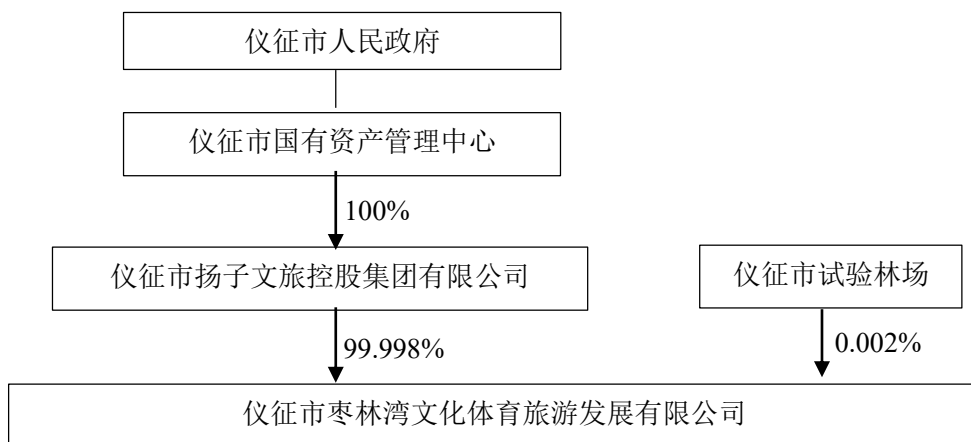 仪征市人民政府
仪征市国有资产管理中心
100%
仪征市扬子文旅控股集团有限公司
仪征市试验林场
99.998%
0.002%
仪征市枣林湾文化体育旅游发展有限公司